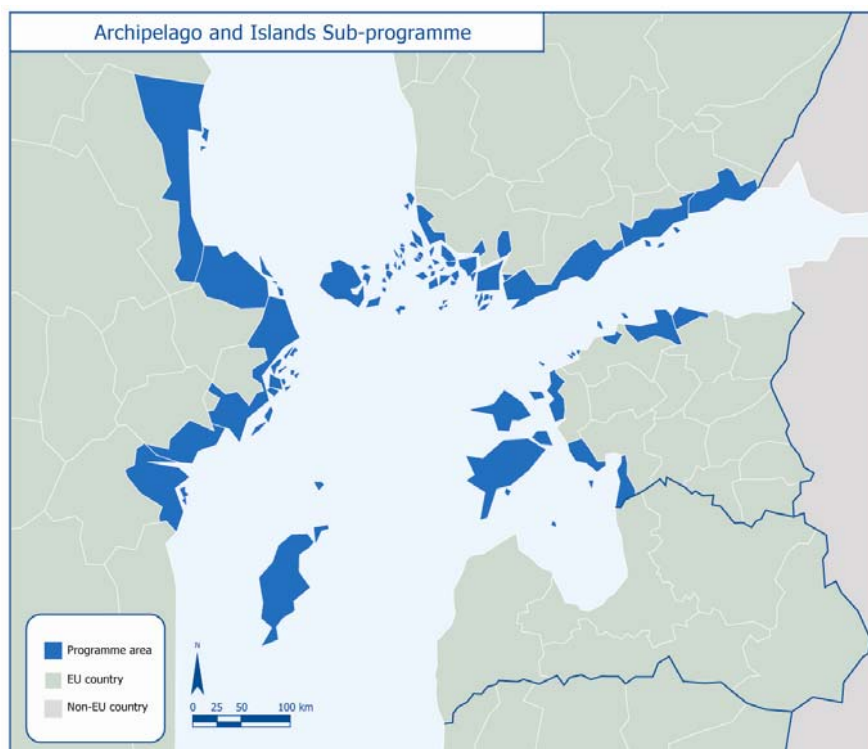 Archipelago and Islands Sub-programme
Programme area
EU country
Non-EU country
N
0 25 50 100 km